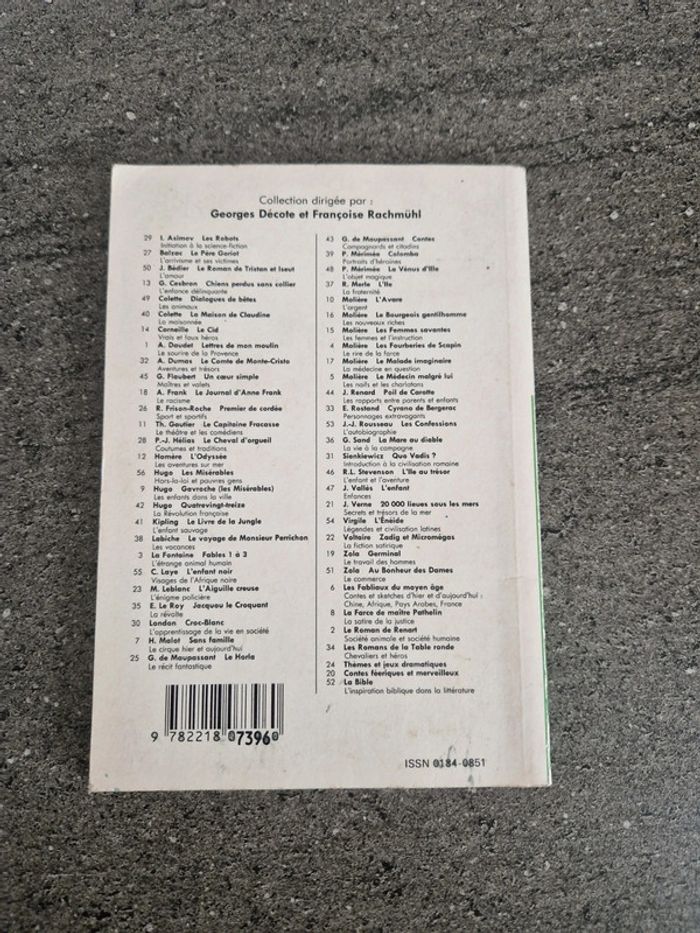 Collection dirigée par :
Georges Décote et Françoise Rachmühl
29 I. Asimov Les Robots
Initiation à la science-fiction
27 Balzac Le Père Goriot
L'arrivisme et ses victimes
50 J. Bédier Le Roman de Tristan et Iseut
L'amour
13 G. Cesbron Chiens perdus sans collier
L'enfance délinquante
49 Colette Dialogues de bêtes
Les animaux
40 Colette La Maison de Claudine
La maisonnée
14 Corneille Le Cid
Vrais et faux héros
1 A. Daudet Lettres de mon moulin
Le sourire de la Provence
32 A. Dumas Le Comte de Monte-Cristo
Aventures et trésors
45 G. Flaubert Un cœur simple
Maîtres et valets
18 A. Frank Le Journal d'Anne Frank
Le racisme
26 R. Frison-Roche Premier de cordée
Sport et sportifs
11 Th. Gautier Le Capitaine Fracasse
Le théâtre et les comédiens
28 P.-J. Hélias Le Cheval d'orgueil
Coutumes et traditions
12 Homère L'Odyssée
Les aventures sur mer
56 Hugo Les Misérables
Hors-la-loi et pauvres gens
9 Hugo Gavroche (les Misérables)
Les enfants dans la ville
42 Hugo Quatrevingt-treize
La Révolution française
41 Kipling Le Livre de la Jungle
L'enfant sauvage
38 Labiche Le voyage de Monsieur Perrichon
Les vacances
3 La Fontaine Fables 1 à 3
L'étrange animal humain
55 C. Laye L'enfant noir
Visages de l'Afrique noire
23 M. Leblanc L'Aiguille creuse
L'énigme policière
35 E. Le Roy Jacquou le Croquant
La révolte
30 London Croc-Blanc
L'apprentissage de la vie en société
7 H. Malot Sans famille
Le cirque hier et aujourd'hui
25 G. de Maupassant Le Horla
Le récit fantastique
43 G. de Maupassant Contes
Campagnards et citadins
39 P. Mérimée Colomba
Portraits d'héroïnes
48 P. Mérimée La Vénus d'Ille
L'objet magique
37 R. Merle L'Ile
La fraternité
10 Molière L'Avare
L'argent
16 Molière Le Bourgeois gentilhomme
Les nouveaux riches
15 Molière Les Femmes savantes
Les femmes et l'instruction
4 Molière Les Fourberies de Scapin
Le rire de la force
17 Molière Le Malade imaginaire
La médecine en question
5 Molière Le Médecin malgré lui
Les naïfs et les charlatans
44 J. Renard Poil de Carotte
Les rapports entre parents et enfants
33 E. Rostand Cyrano de Bergerac
Personnages extravagants
53 J.-J. Rousseau Les Confessions
L'autobiographie
36 G. Sand La Mare au diable
La vie à la campagne
31 Sienkiewicz Quo Vadis ?
Introduction à la civilisation romaine
46 R.L. Stevenson L'Ile au trésor
L'enfant et l'aventure
47 J. Vallès L'enfant
Enfances
21 J. Verne 20 000 lieues sous les mers
Secrets et trésors de la mer
54 Virgile L'Énéide
Légendes et civilisation latines
22 Voltaire Zadig et Micromégas
La fiction satirique
19 Zola Germinal
Le travail des hommes
51 Zola Au Bonheur des Dames
Le commerce
6 Les Fabliaux du moyen âge
Contes et sketches d'hier et d'aujourd'hui :
Chine, Afrique, Pays Arabes, France
8 La Farce de maître Pathelin
La satire de la justice
2 Le Roman de Renart
Société animale et société humaine
34 Les Romans de la Table ronde
Chevaliers et héros
24 Thèmes et jeux dramatiques
20 Contes féeriques et merveilleux
52 La Bible
L'inspiration biblique dans la littérature
9 782218 073960
ISSN 0184-0851